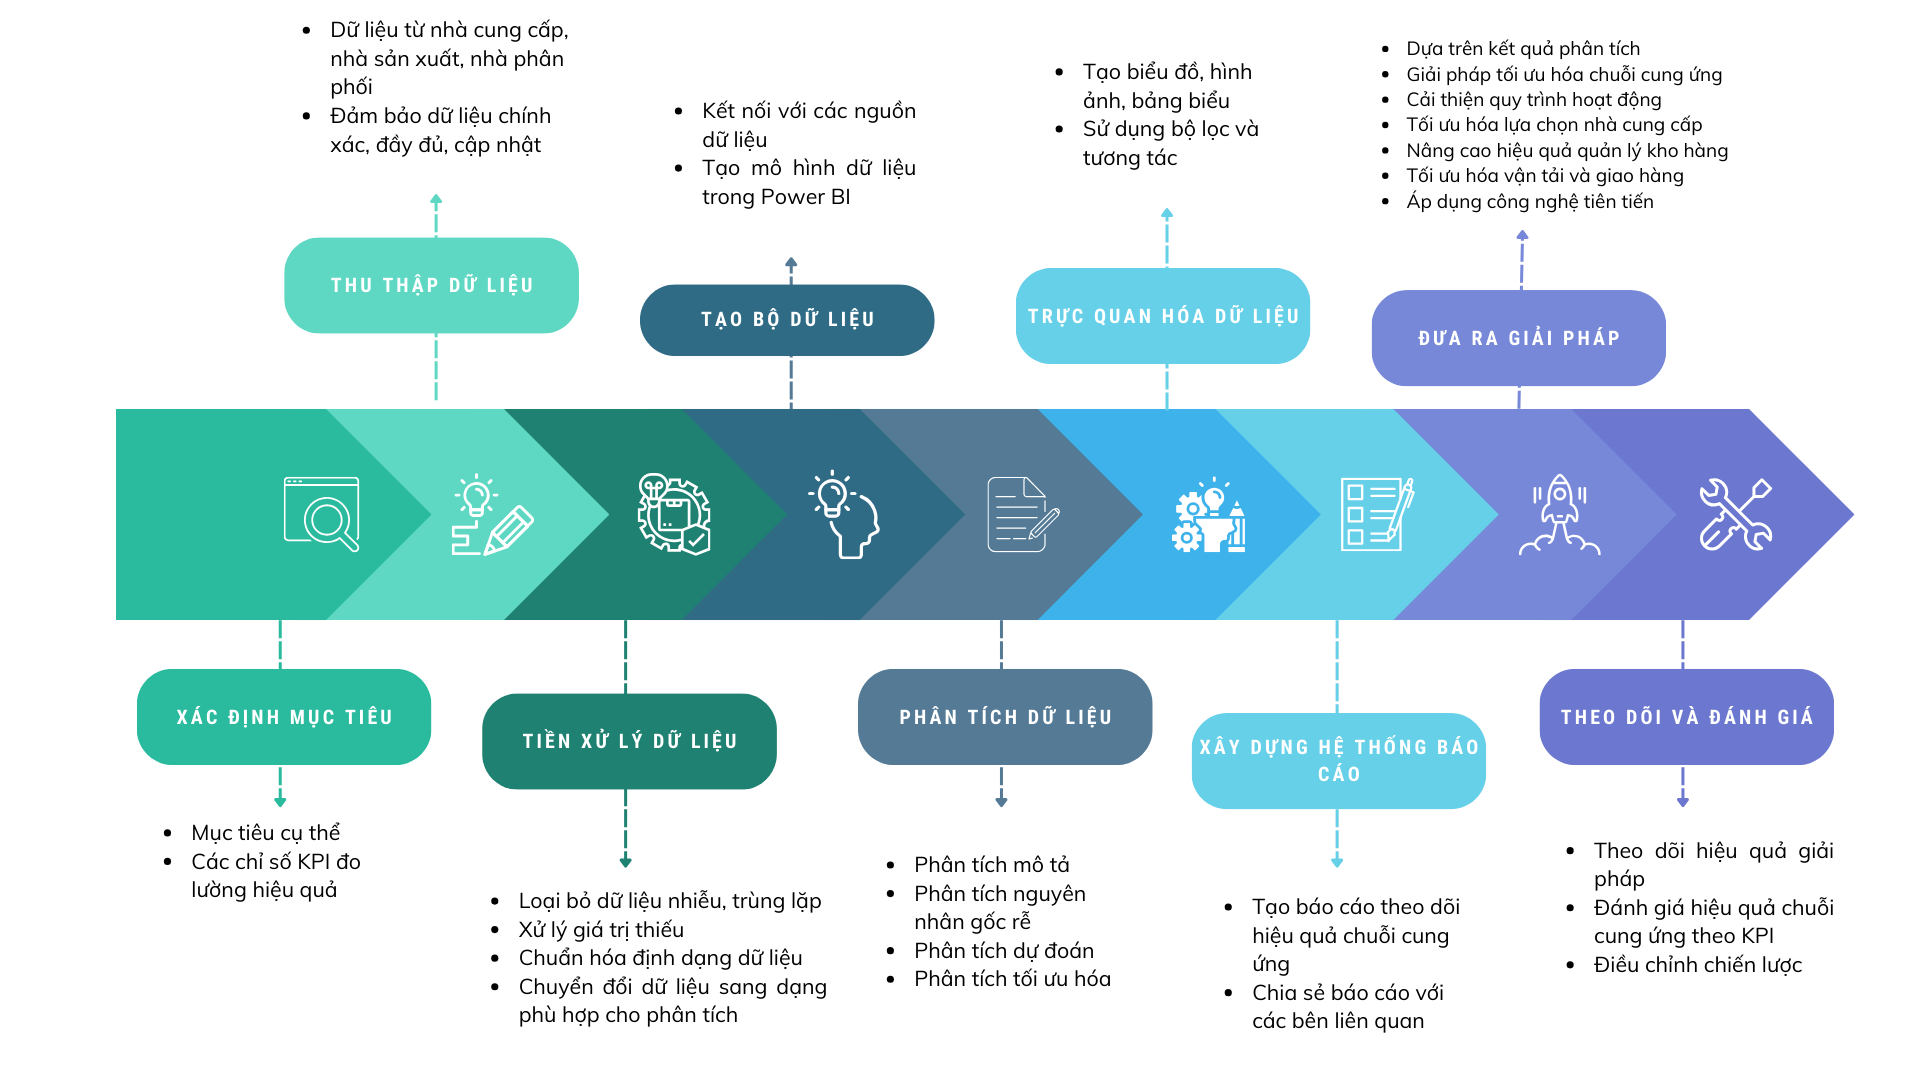 • Dữ liệu từ nhà cung cấp,
nhà sản xuất, nhà phân
phối
• Đảm bảo dữ liệu chính
xác, đầy đủ, cập nhật
THU THẬP DỮ LIỆU
• Kết nối với các nguồn
dữ liệu
• Tạo mô hình dữ liệu
trong Power BI
TẠO BỘ DỮ LIỆU
• Tạo biểu đồ, hình
ảnh, bảng biểu
• Sử dụng bộ lọc và
tương tác
TRỰC QUAN HÓA DỮ LIỆU
• Dựa trên kết quả phân tích
• Giải pháp tối ưu hóa chuỗi cung ứng
• Cải thiện quy trình hoạt động
• Tối ưu hóa lựa chọn nhà cung cấp
• Nâng cao hiệu quả quản lý kho hàng
• Tối ưu hóa vận tải và giao hàng
• Áp dụng công nghệ tiên tiến
ĐƯA RA GIẢI PHÁP
XÁC ĐỊNH MỤC TIÊU
• Mục tiêu cụ thể
• Các chỉ số KPI đo
lường hiệu quả
TIỀN XỬ LÝ DỮ LIỆU
• Loại bỏ dữ liệu nhiễu, trùng lặp
• Xử lý giá trị thiếu
• Chuẩn hóa định dạng dữ liệu
• Chuyển đổi dữ liệu sang dạng
phù hợp cho phân tích
PHÂN TÍCH DỮ LIỆU
• Phân tích mô tả
• Phân tích nguyên
nhân gốc rễ
• Phân tích dự đoán
• Phân tích tối ưu hóa
XÂY DỰNG HỆ THỐNG BÁO
CÁO
• Tạo báo cáo theo dõi
hiệu quả chuỗi cung
ứng
• Chia sẻ báo cáo với
các bên liên quan
THEO DÕI VÀ ĐÁNH GIÁ
• Theo dõi hiệu quả giải
pháp
• Đánh giá hiệu quả chuỗi
cung ứng theo KPI
• Điều chỉnh chiến lược